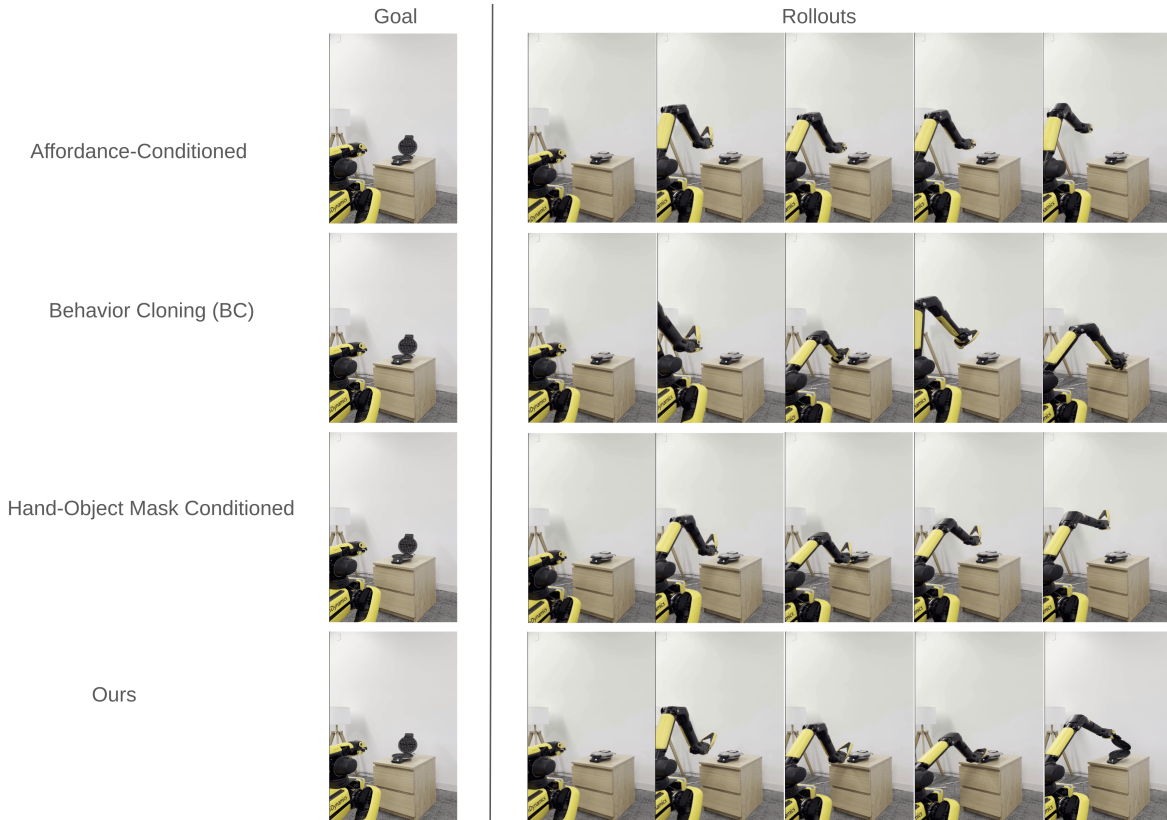 Goal
Rollouts
Affordance-Conditioned
Behavior Cloning (BC)
Hand-Object Mask Conditioned
Ours